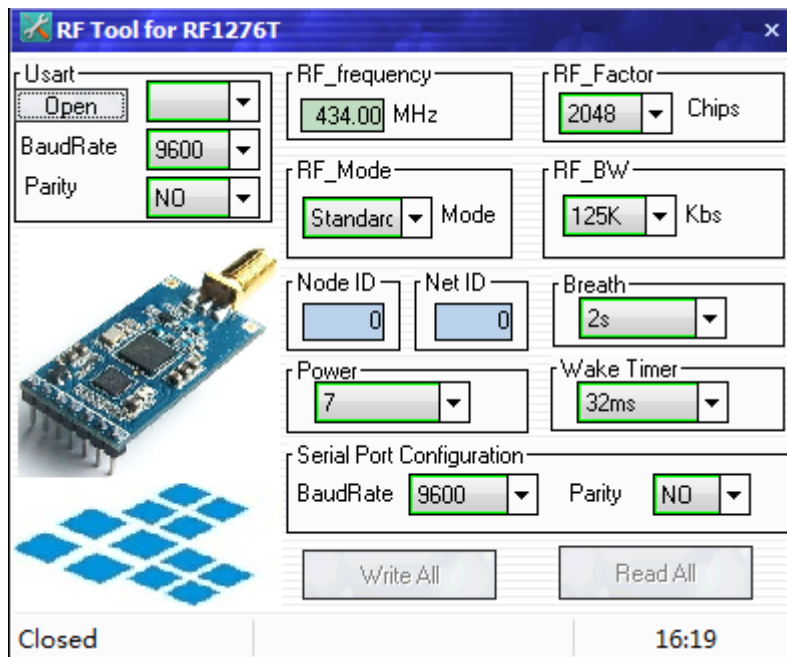 RF Tool for RF1276T
Usart
Open
BaudRate 9600
Parity NO
RF_frequency
434.00 MHz
RF_Factor
2048 Chips
RF_Mode
Standarc Mode
RF_BW
125K Kbs
Node ID
0
Net ID
0
Breath
2s
Power
7
Wake Timer
32ms
Serial Port Configuration
BaudRate 9600 Parity NO
Write All Read All
Closed 16:19